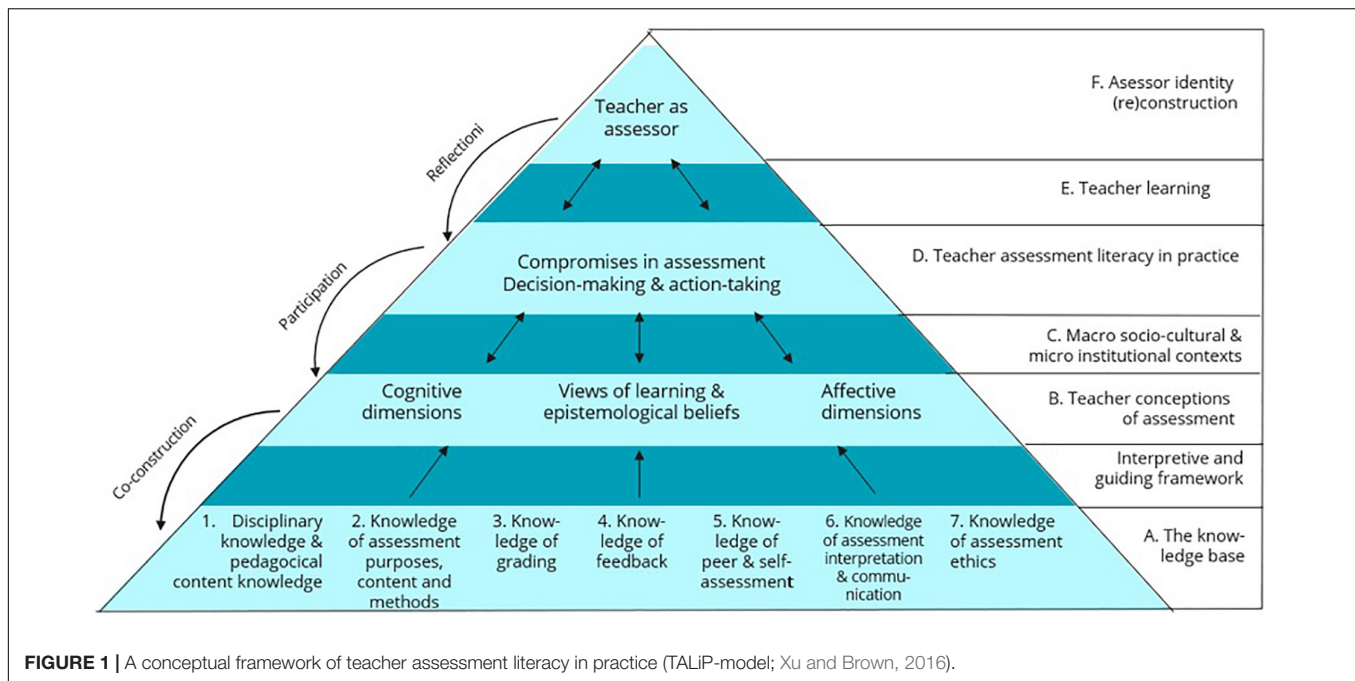 Teacher as
assessor
Compromises in assessment
Decision-making & action-taking
Cognitive
dimensions
Views of learning &
epistemological beliefs
Affective
dimensions
1. Disciplinary
knowledge &
pedagocical
content knowledge
2. Knowledge
of assessment
purposes,
content and
methods
3. Know-
ledge of
grading
4. Know-
ledge of
feedback
5. Know-
ledge of
peer & self-
assessment
6. Knowledge
of assessment
interpretation
& commu-
nication
7. Knowledge
of assessment
ethics
Reflectioni
Participation
Co-construction
F. Asessor identity
(re)construction
E. Teacher learning
D. Teacher assessment literacy in practice
C. Macro socio-cultural &
micro institutional contexts
B. Teacher conceptions
of assessment
Interpretive and
guiding framework
A. The know-
ledge base
FIGURE 1 | A conceptual framework of teacher assessment literacy in practice (TALiP-model; Xu and Brown, 2016).